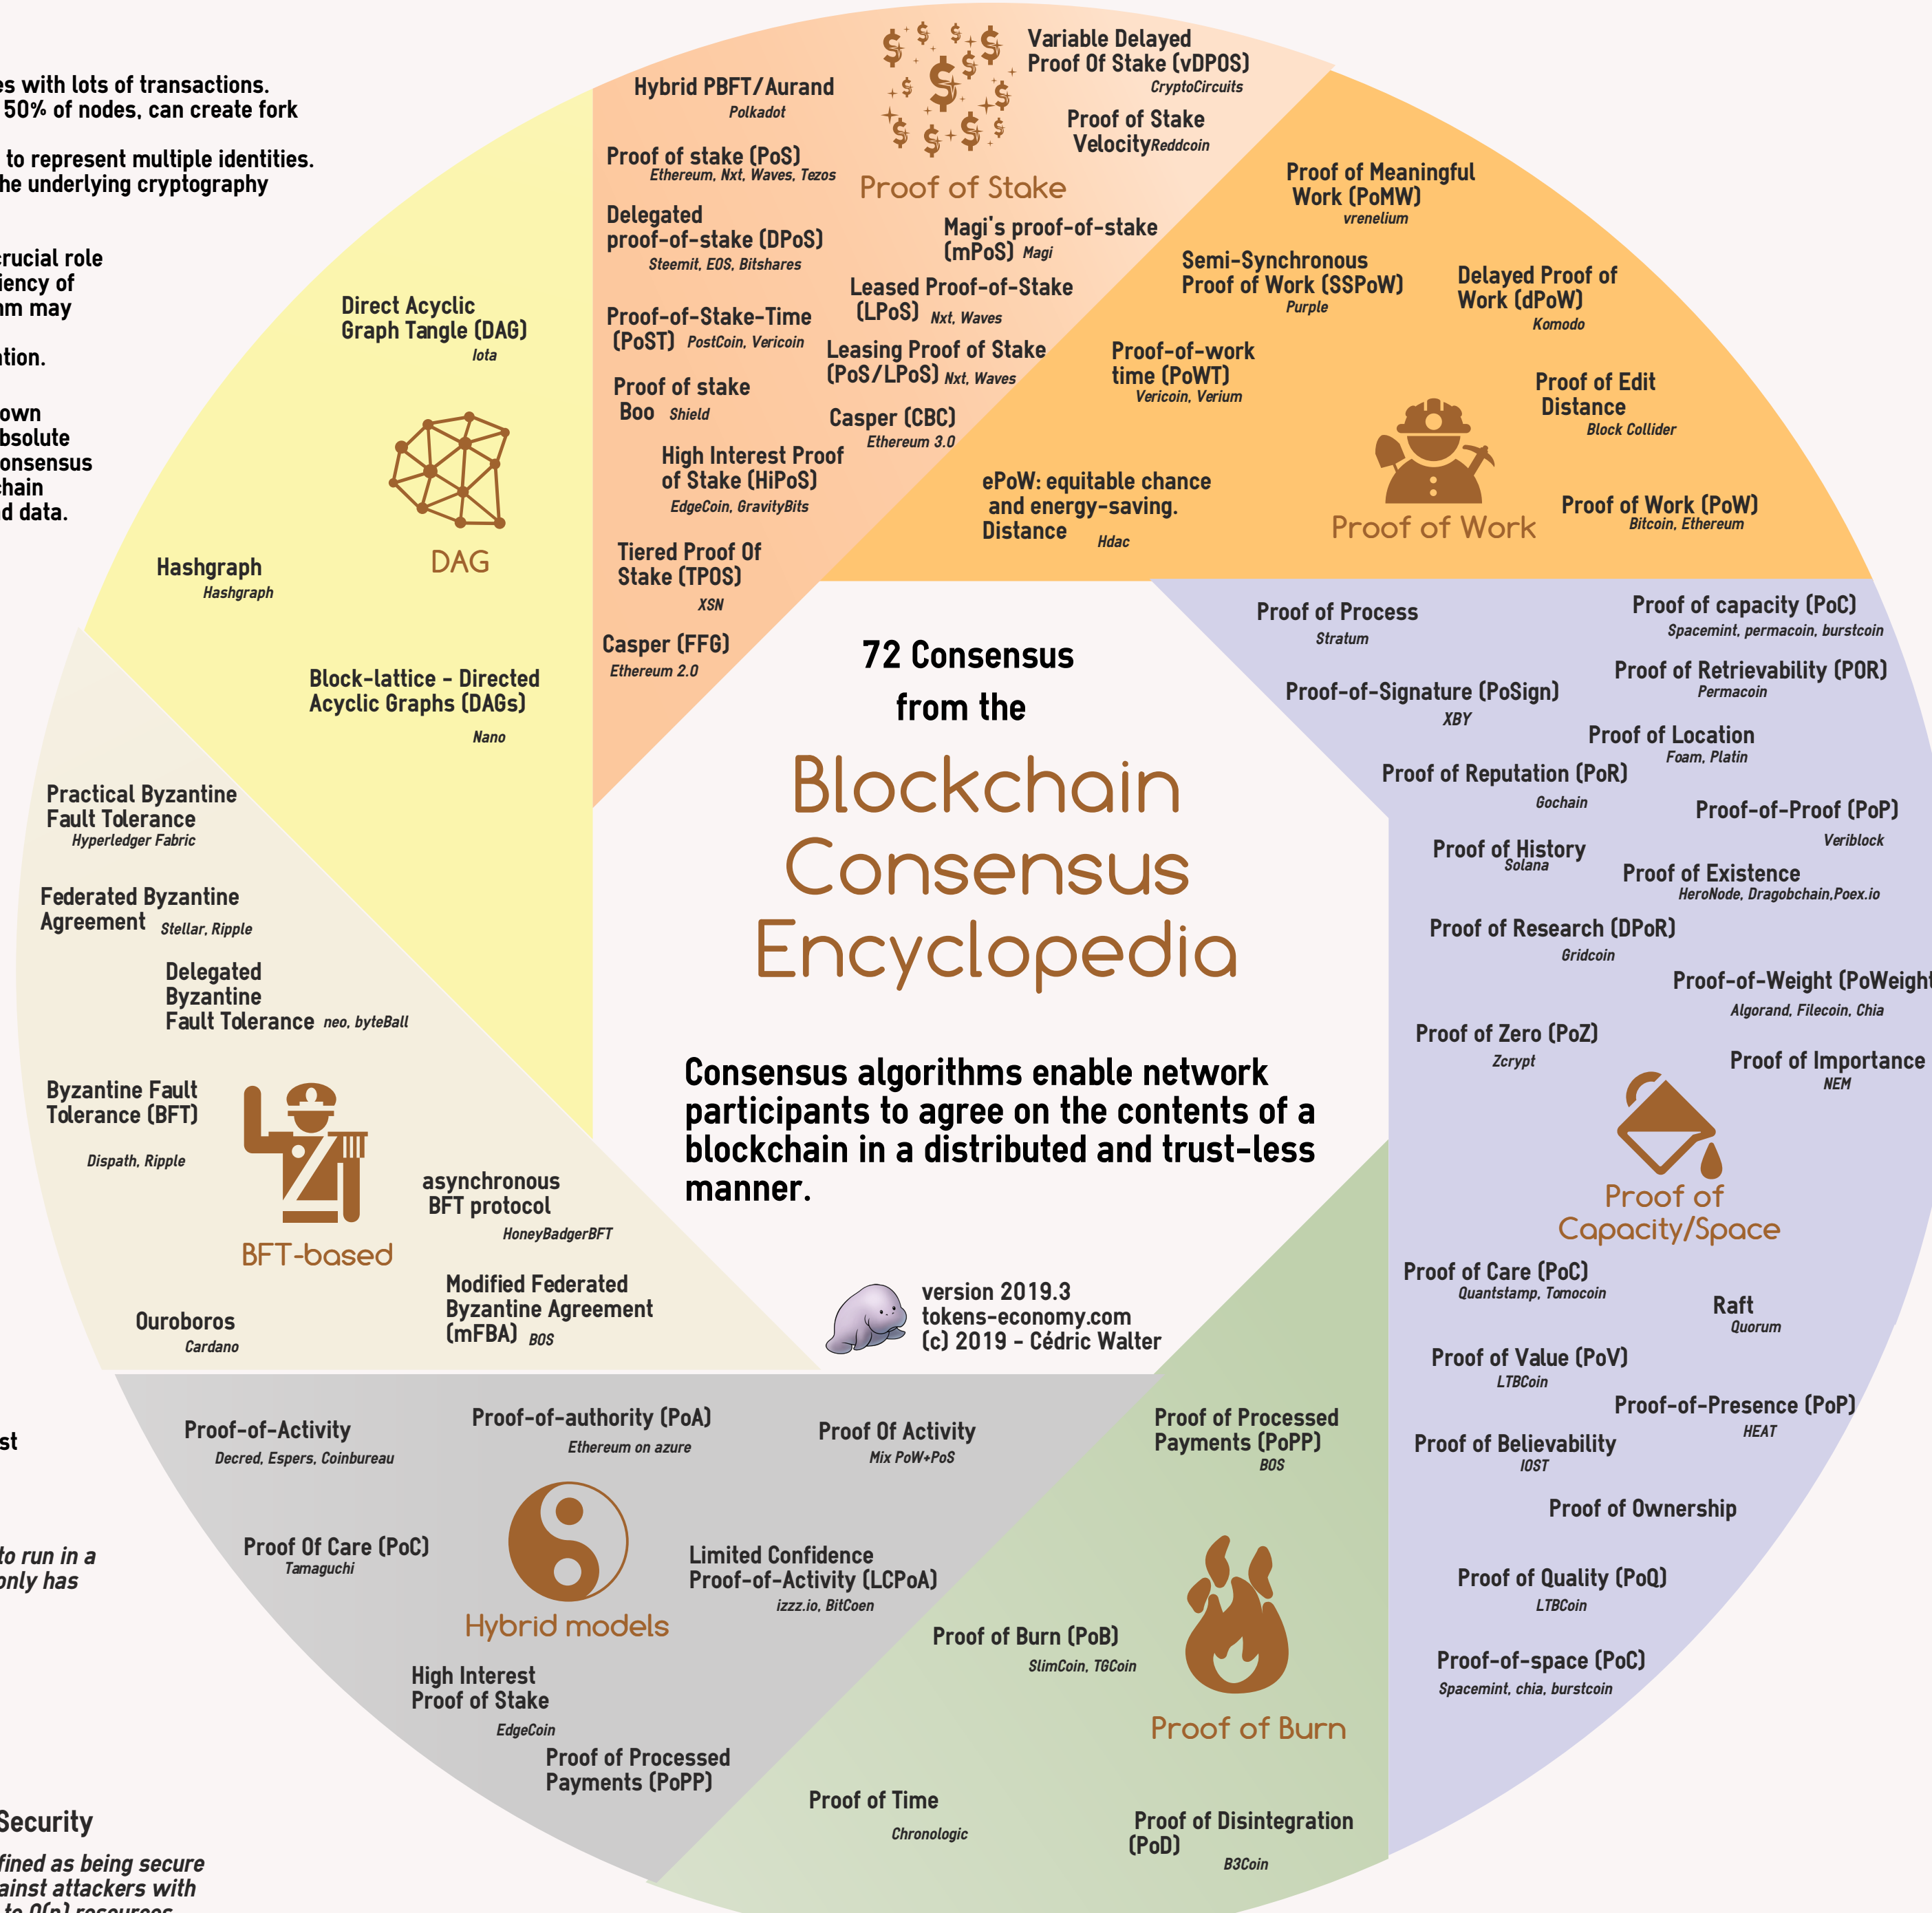 es with lots of transactions.
50% of nodes, can create fork
to represent multiple identities.
he underlying cryptography
crucial role
iency of
hm may
ation.
own
bsolute
onsensus
chain
nd data.
st
to run in a
only has
Security
fined as being secure
ainst attackers with
to O(n) resources
Hybrid PBFT/Aurand
Polkadot
Proof of stake (PoS)
Ethereum, Nxt, Waves, Tezos
Delegated
proof-of-stake (DPoS)
Steemit, EOS, Bitshares
Proof-of-Stake-Time
(PoST) PostCoin, Vericoin
Proof of stake
Boo Shield
High Interest Proof
of Stake (HiPoS)
EdgeCoin, GravityBits
Tiered Proof Of
Stake (TPOS)
XSN
Casper (FFG)
Ethereum 2.0
Variable Delayed
Proof Of Stake (vDPOS)
CryptoCircuits
Proof of Stake
Velocity Reddcoin
Proof of Stake
Magi's proof-of-stake
(mPoS) Magi
Leased Proof-of-Stake
(LPoS) Nxt, Waves
Leasing Proof of Stake
(PoS/LPoS) Nxt, Waves
Casper (CBC)
Ethereum 3.0
Proof of Meaningful
Work (PoMW)
vrenelium
Semi-Synchronous
Proof of Work (SSPoW)
Purple
Delayed Proof of
Work (dPoW)
Komodo
Proof-of-work
time (PoWT)
Vericoin, Verium
Proof of Edit
Distance
Block Collider
ePoW: equitable chance
and energy-saving.
Distance
Hdac
Proof of Work (PoW)
Bitcoin, Ethereum
Proof of Work
Direct Acyclic
Graph Tangle (DAG)
Iota
DAG
Hashgraph
Hashgraph
Block-lattice - Directed
Acyclic Graphs (DAGs)
Nano
72 Consensus
from the
Blockchain
Consensus
Encyclopedia
Consensus algorithms enable network
participants to agree on the contents of a
blockchain in a distributed and trust-less
manner.
version 2019.3
tokens-economy.com
(c) 2019 - Cédric Walter
Proof of Process
Stratum
Proof of capacity (PoC)
Spacemint, permacoin, burstcoin
Proof of Retrievability (POR)
Permacoin
Proof-of-Signature (PoSign)
XBY
Proof of Location
Foam, Platin
Proof of Reputation (PoR)
Gochain
Proof-of-Proof (PoP)
Veriblock
Proof of History
Solana
Proof of Existence
HeroNode, Dragobchain,Poex.io
Proof of Research (DPoR)
Gridcoin
Proof-of-Weight (PoWeight
Algorand, Filecoin, Chia
Proof of Zero (PoZ)
Zcrypt
Proof of Importance
NEM
Proof of
Capacity/Space
Proof of Care (PoC)
Quantstamp, Tomocoin
Raft
Quorum
Proof of Value (PoV)
LTBCoin
Proof-of-Presence (PoP)
HEAT
Proof of Believability
IOST
Proof of Ownership
Proof of Quality (PoQ)
LTBCoin
Proof-of-space (PoC)
Spacemint, chia, burstcoin
Practical Byzantine
Fault Tolerance
Hyperledger Fabric
Federated Byzantine
Agreement Stellar, Ripple
Delegated
Byzantine
Fault Tolerance neo, byteBall
Byzantine Fault
Tolerance (BFT)
Dispath, Ripple
BFT-based
asynchronous
BFT protocol
HoneyBadgerBFT
Modified Federated
Byzantine Agreement
(mFBA) BOS
Ouroboros
Cardano
Proof-of-Activity
Decred, Espers, Coinbureau
Proof-of-authority (PoA)
Ethereum on azure
Proof Of Activity
Mix PoW+PoS
Proof Of Care (PoC)
Tamaguchi
Limited Confidence
Proof-of-Activity (LCPoA)
izzz.io, BitCoen
Hybrid models
High Interest
Proof of Stake
EdgeCoin
Proof of Processed
Payments (PoPP)
Proof of Processed
Payments (PoPP)
BOS
Proof of Burn (PoB)
SlimCoin, TGCoin
Proof of Burn
Proof of Time
Chronologic
Proof of Disintegration
(PoD)
B3Coin